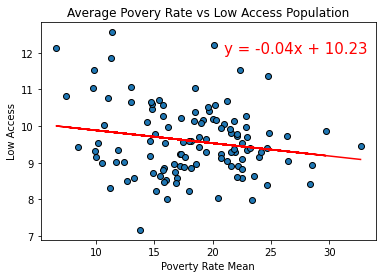 Average Povery Rate vs Low Access Population
y = -0.04x + 10.23
12
11
10
9
8
7
Low Access
10
15
20
25
30
Poverty Rate Mean